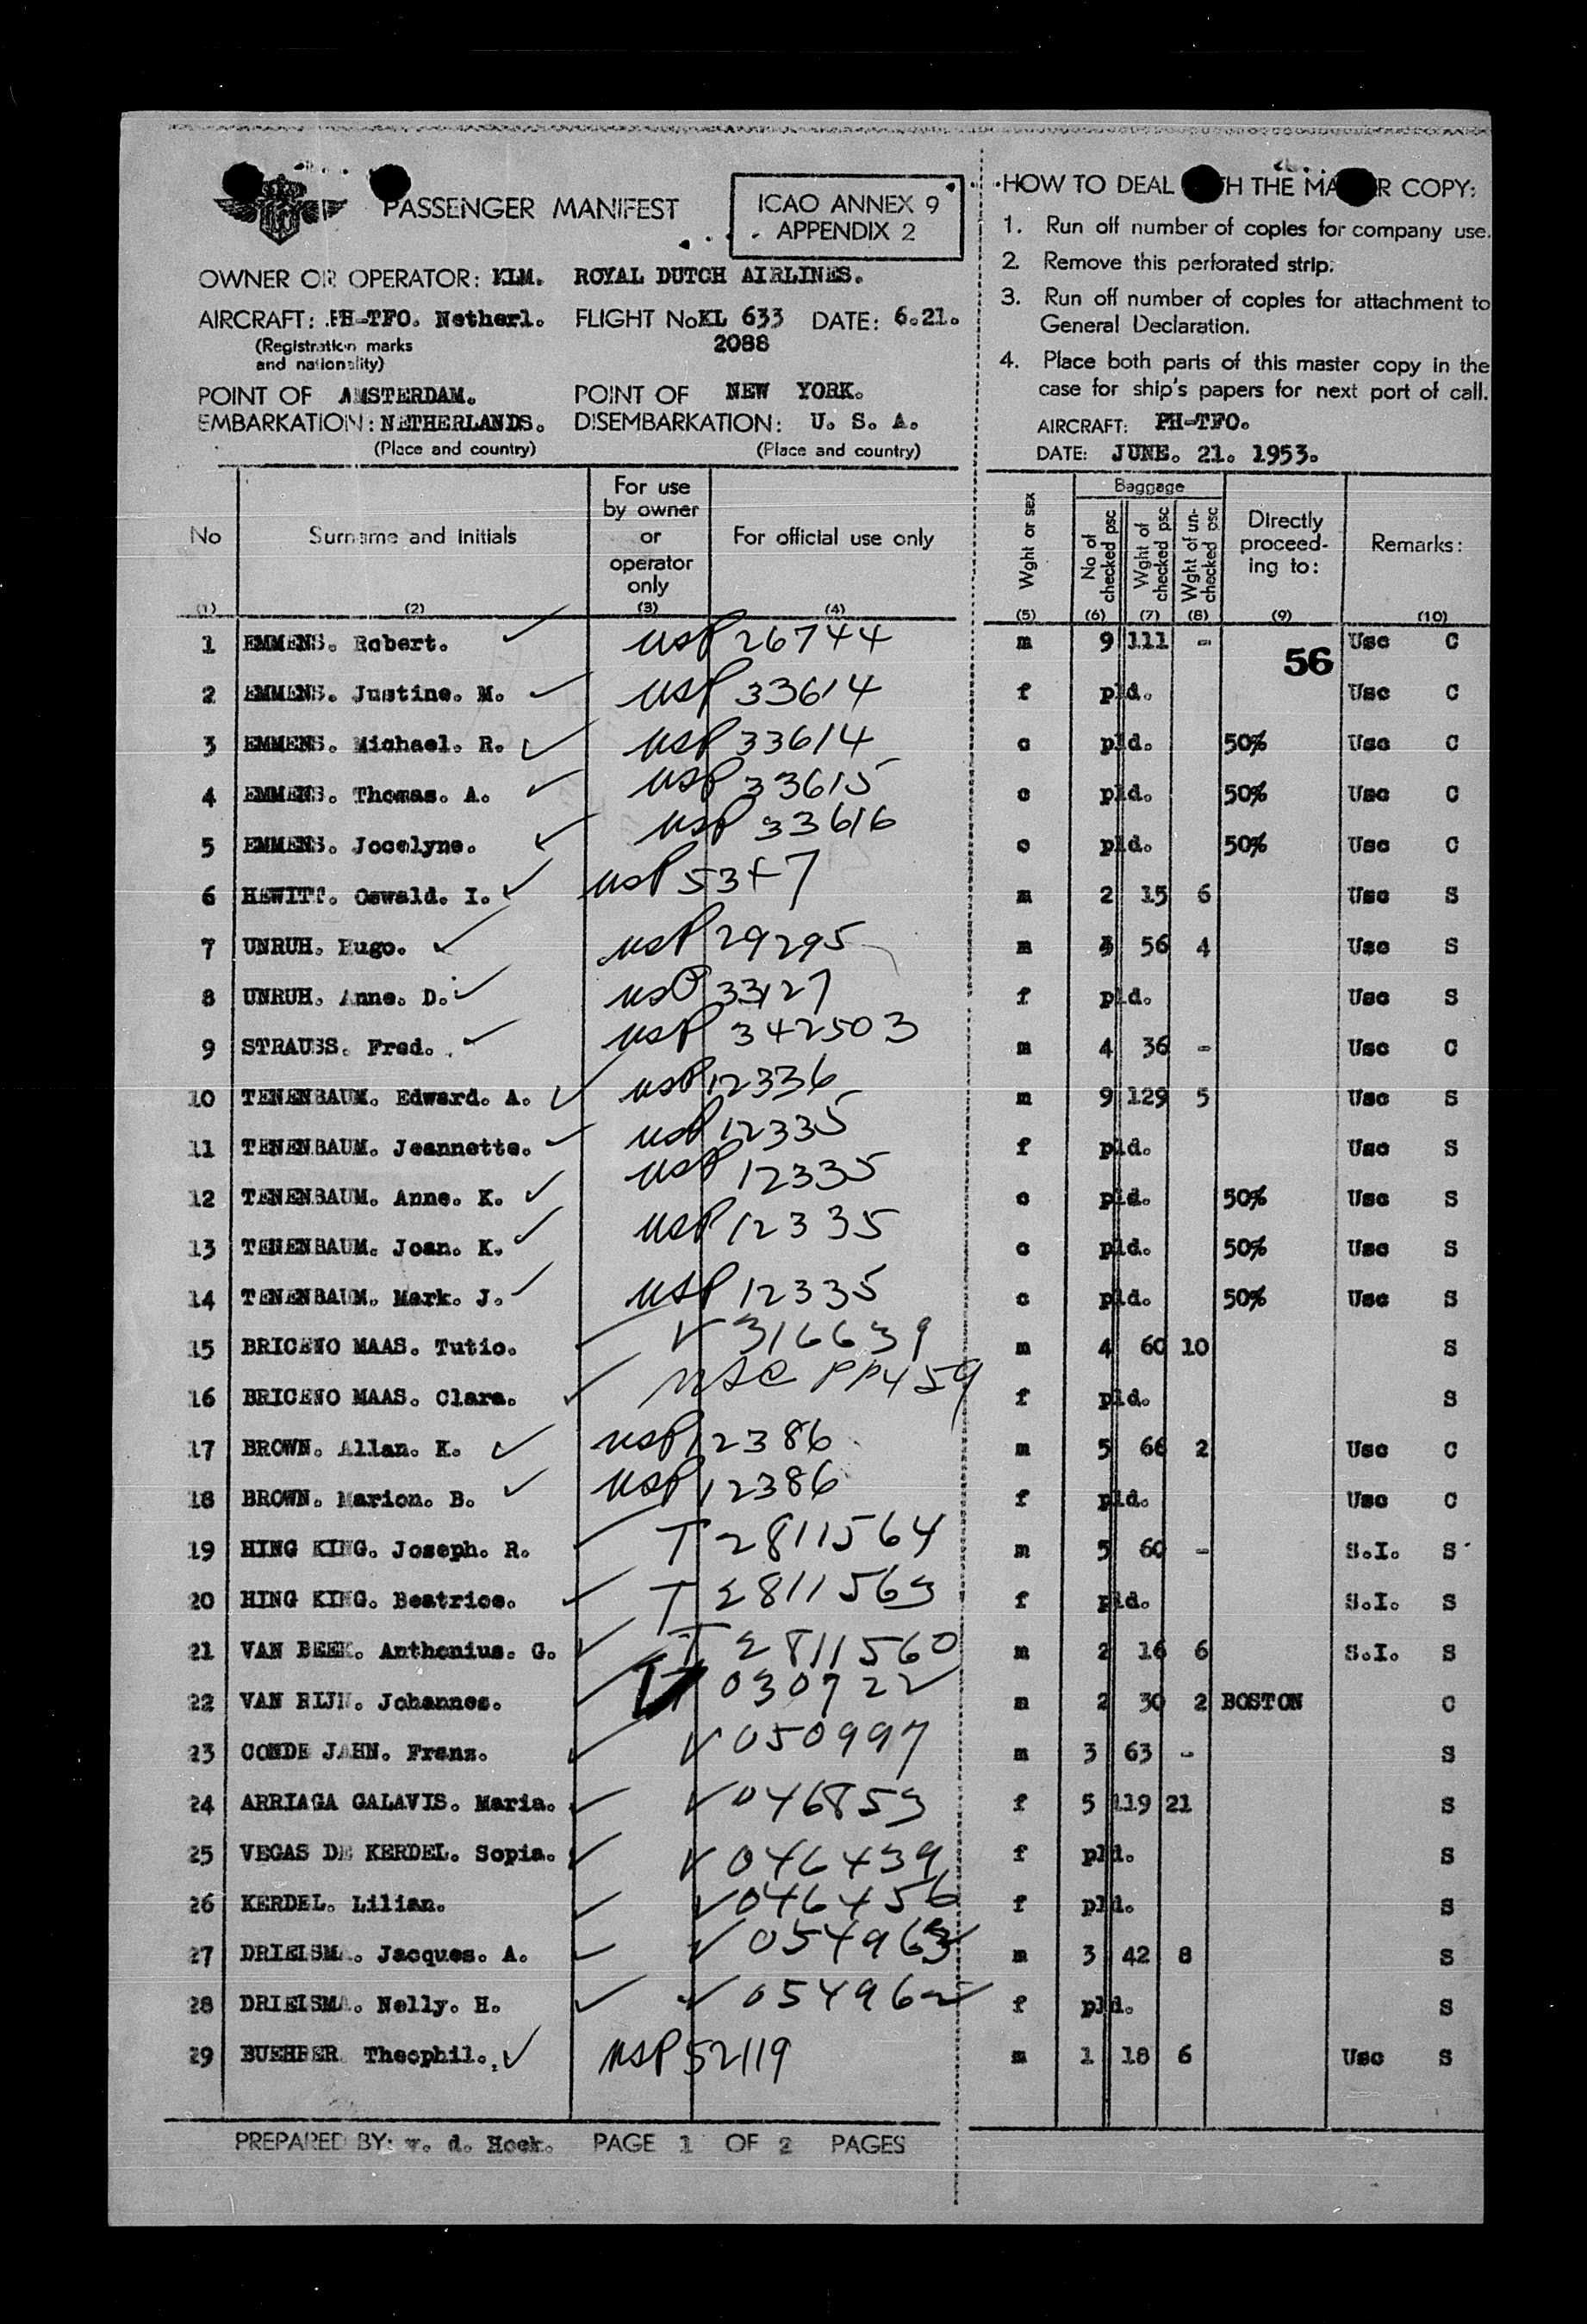 PASSENGER MANIFEST
ICAO ANNEX 9
APPENDIX 2
OWNER OR OPERATOR: KLM. ROYAL DUTCH AIRLINES.
AIRCRAFT: PH-TFO. Netherl. FLIGHT No KL 633 DATE: 6.21.
(Registration marks and nationality) 2088
POINT OF EMBARKATION: AMSTERDAM. NETHERLANDS. POINT OF DISEMBARKATION: NEW YORK. U. S. A.
(Place and country) (Place and country)
HOW TO DEAL TH THE MA R COPY:
1. Run off number of copies for company use.
2. Remove this perforated strip.
3. Run off number of copies for attachment to
General Declaration.
4. Place both parts of this master copy in the
case for ship's papers for next port of call.
AIRCRAFT: PH-TFO.
DATE: JUNE. 21. 1953.
No Surname and initials For use by owner or operator only For official use only Wght or sex Baggage No of checked psc Wght of checked psc Wght of un-checked psc Directly proceed-ing to: Remarks:
(1) (2) (3) (4) (5) (6) (7) (8) (9) (10)
1 EMMENS. Robert. USP 26744 m 9 111 - Usc C
56
2 EMMENS. Justine. M. USP 33614 f pld. Usc C
3 EMMENS. Michael. R. USP 33614 c pld. 50% Usc C
4 EMMENS. Thomas. A. USP 33615 c pld. 50% Usc C
5 EMMENS. Jocelyne. USP 33616 c pld. 50% Usc C
6 HEWITT. Oswald. I. USP 5347 m 2 15 6 Usc S
7 UNRUH. Hugo. USP 29295 m 3 56 4 Usc S
8 UNRUH. Anne. D. USP 33127 f pld. Usc S
9 STRAUSS. Fred. USP 342503 m 4 36 - Usc C
10 TENENBAUM. Edward. A. USP 12336 m 9 129 5 Usc S
11 TENENBAUM. Jeannette. USP 12335 f pld. Usc S
12 TENENBAUM. Anne. K. USP 12335 c pld. 50% Usc S
13 TENENBAUM. Joan. K. USP 12335 c pld. 50% Usc S
14 TENENBAUM. Mark. J. USP 12335 c pld. 50% Usc S
15 BRICENO MAAS. Tutio. V 316639 m 4 60 10 S
16 BRICENO MAAS. Clara. USC PP459 f pld. S
17 BROWN. Allan. K. USP 12386 m 5 66 2 Usc C
18 BROWN. Marion. B. USP 12386 f pld. Usc C
19 HING KING. Joseph. R. T 2811564 m 5 60 - S.I. S
20 HING KING. Beatrice. T 2811563 f pld. S.I. S
21 VAN BEEK. Anthonius. G. T 2811560 m 2 16 6 S.I. S
22 VAN RIJN. Johannes. 030722 m 2 30 2 BOSTON C
23 CONDE JAHN. Franz. V 050997 m 3 63 - S
24 ARRIAGA GALAVIS. Maria. V 046853 f 5 119 21 S
25 VEGAS DE KERDEL. Sopia. V 046439 f pld. S
26 KERDEL. Lilian. V 046456 f pld. S
27 DRIELSMA. Jacques. A. V 054963 m 3 42 8 S
28 DRIELSMA. Nelly. H. V 054962 f pld. S
29 BUEHRER Theophil. USP 52119 m 1 18 6 Usc S
PREPARED BY: v. d. Hoek. PAGE 1 OF 2 PAGES